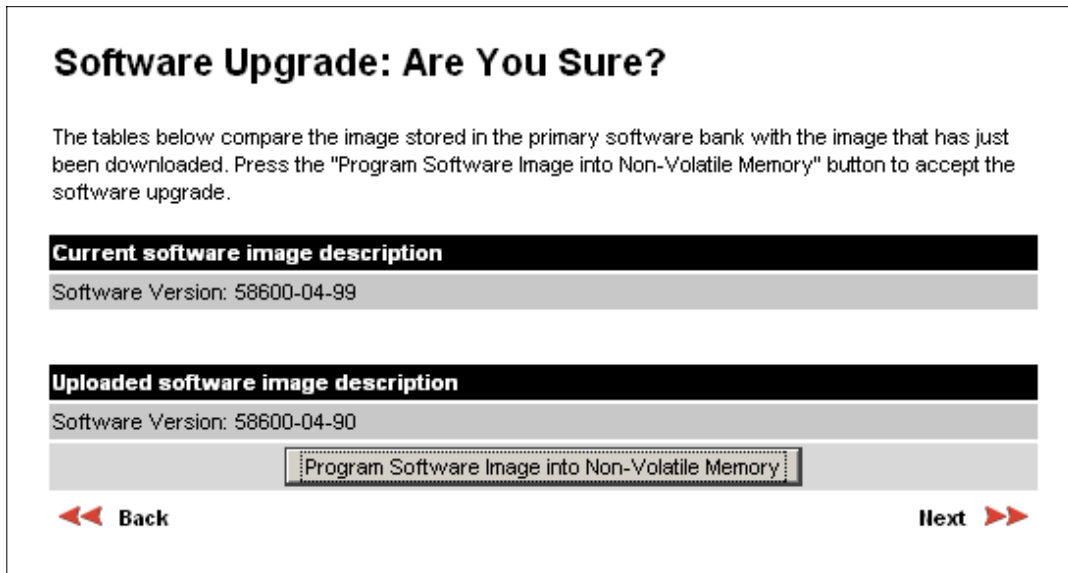 Software Upgrade: Are You Sure?
The tables below compare the image stored in the primary software bank with the image that has just
been downloaded. Press the "Program Software Image into Non-Volatile Memory" button to accept the
software upgrade.
Current software image description
Software Version: 58600-04-99
Uploaded software image description
Software Version: 58600-04-90
Program Software Image into Non-Volatile Memory
Back
Next